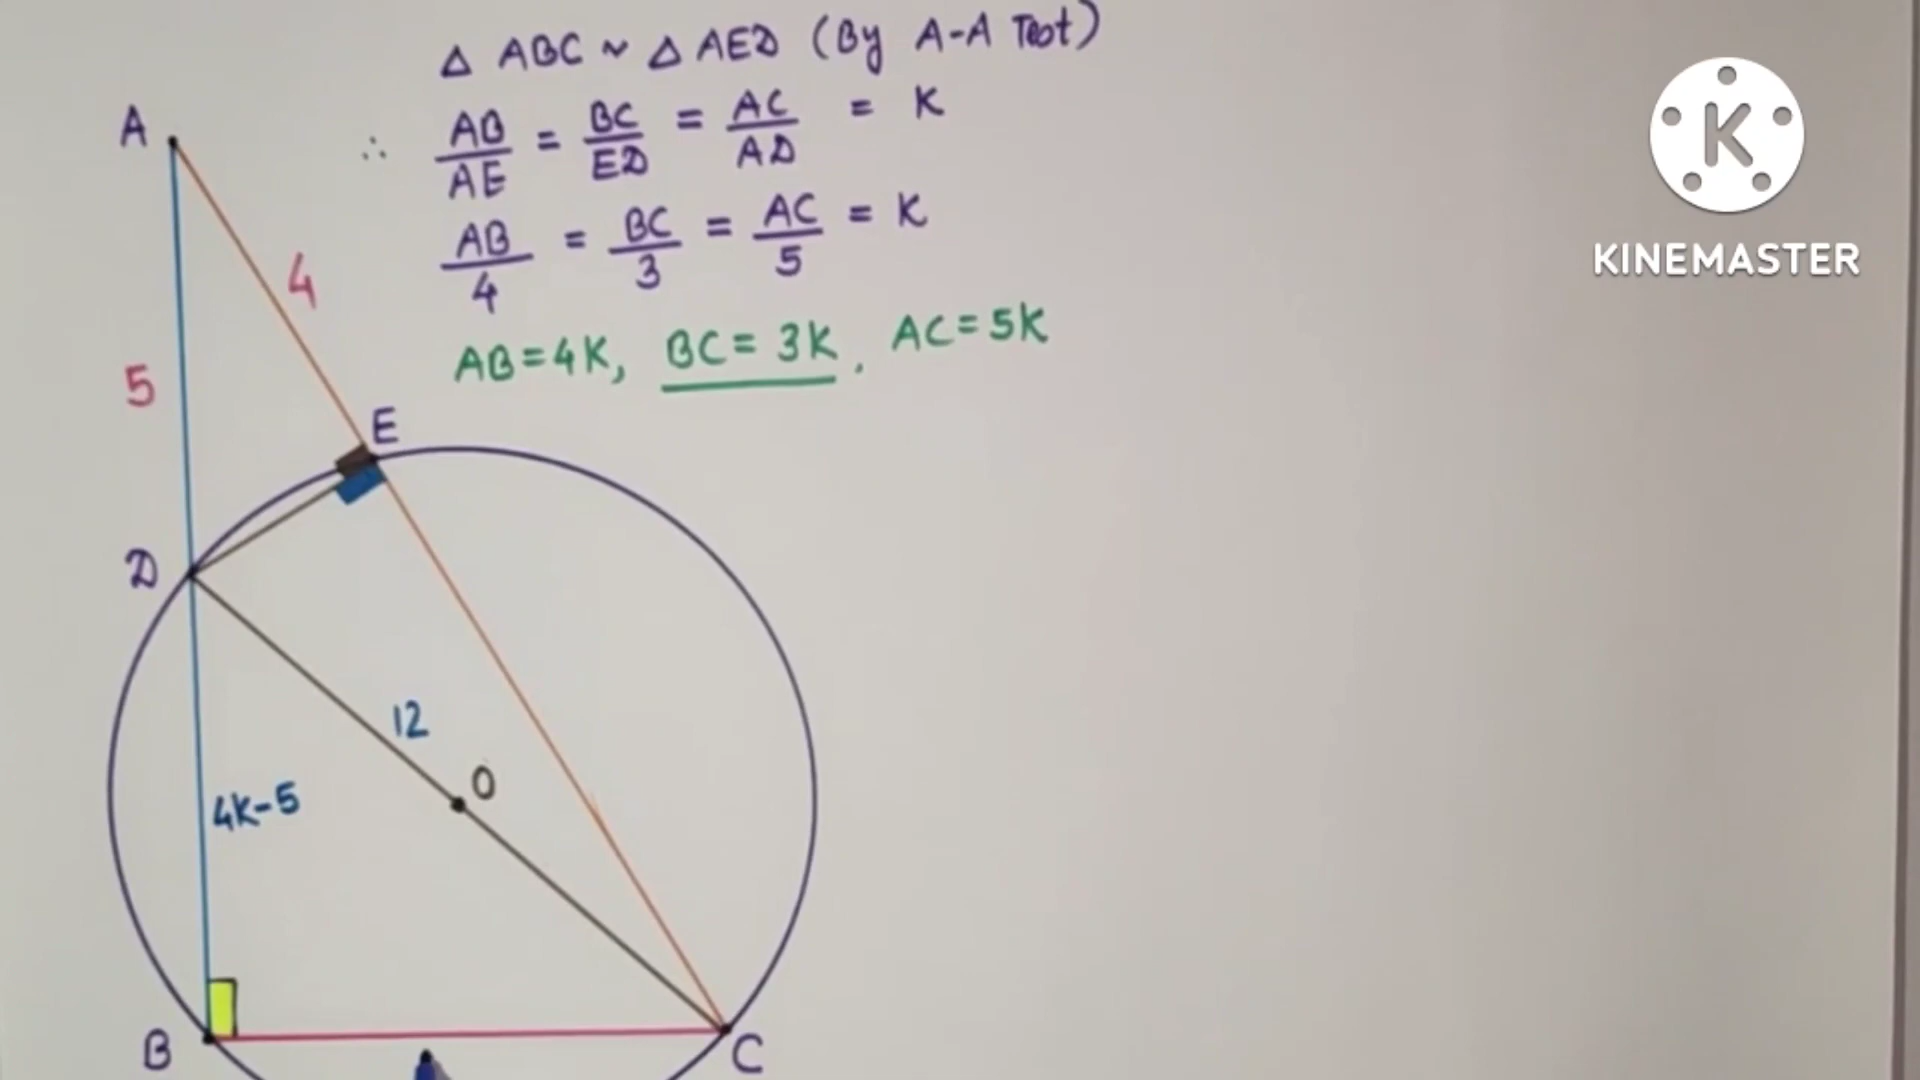 Δ ABC ~ Δ AED (By A-A Test)
∴ AB/AE = BC/ED = AC/AD = K
AB/4 = BC/3 = AC/5 = K
AB=4K, BC=3K, AC=5K
A
4
5
E
D
12
O
4K-5
B
C
K
KINEMASTER